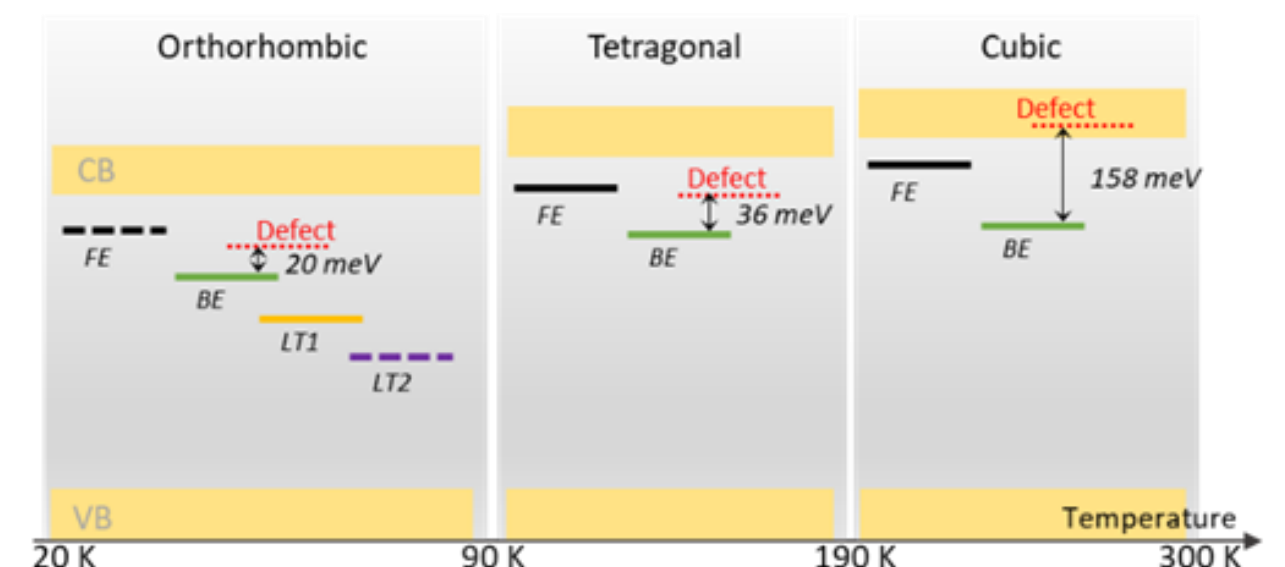 Orthorhombic
Tetragonal
Cubic
CB
FE
Defect
20 meV
BE
LT1
LT2
VB
Defect
FE
36 meV
BE
Defect
FE
158 meV
BE
Temperature
20 K
90 K
190 K
300 K